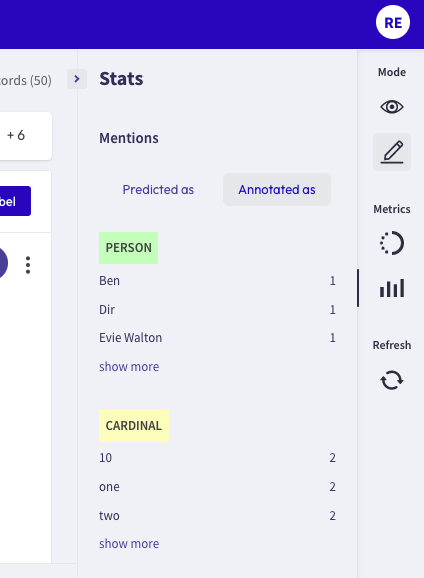 RE
ords (50)
Stats
Mode
+ 6
Mentions
Predicted as
Annotated as
bel
Metrics
PERSON
Ben 1
Dir 1
Evie Walton 1
Refresh
show more
CARDINAL
10 2
one 2
two 2
show more